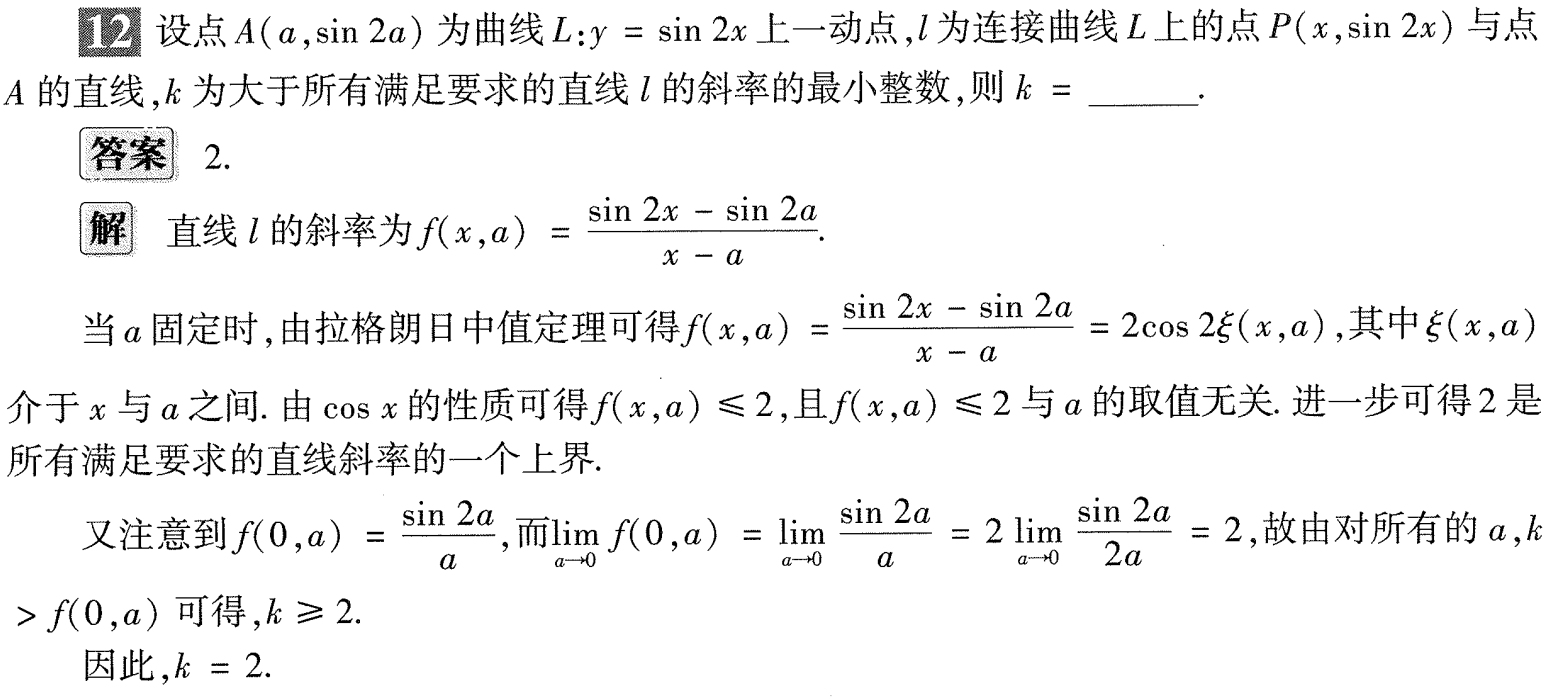 12 设点 A(a,sin 2a) 为曲线 L:y = sin 2x 上一动点,l 为连接曲线 L 上的点 P(x,sin 2x) 与点
A 的直线,k 为大于所有满足要求的直线 l 的斜率的最小整数,则 k = ______.
答案 2.
解 直线 l 的斜率为 f(x,a) = \frac{\sin 2x - \sin 2a}{x - a}.
当 a 固定时,由拉格朗日中值定理可得 f(x,a) = \frac{\sin 2x - \sin 2a}{x - a} = 2cos 2ξ(x,a),其中 ξ(x,a)
介于 x 与 a 之间. 由 cos x 的性质可得 f(x,a) ≤ 2,且 f(x,a) ≤ 2 与 a 的取值无关. 进一步可得 2 是
所有满足要求的直线斜率的一个上界.
又注意到 f(0,a) = \frac{\sin 2a}{a},而 \lim_{a→0} f(0,a) = \lim_{a→0} \frac{\sin 2a}{a} = 2 \lim_{a→0} \frac{\sin 2a}{2a} = 2,故由对所有的 a,k
> f(0,a) 可得,k ≥ 2.
因此,k = 2.